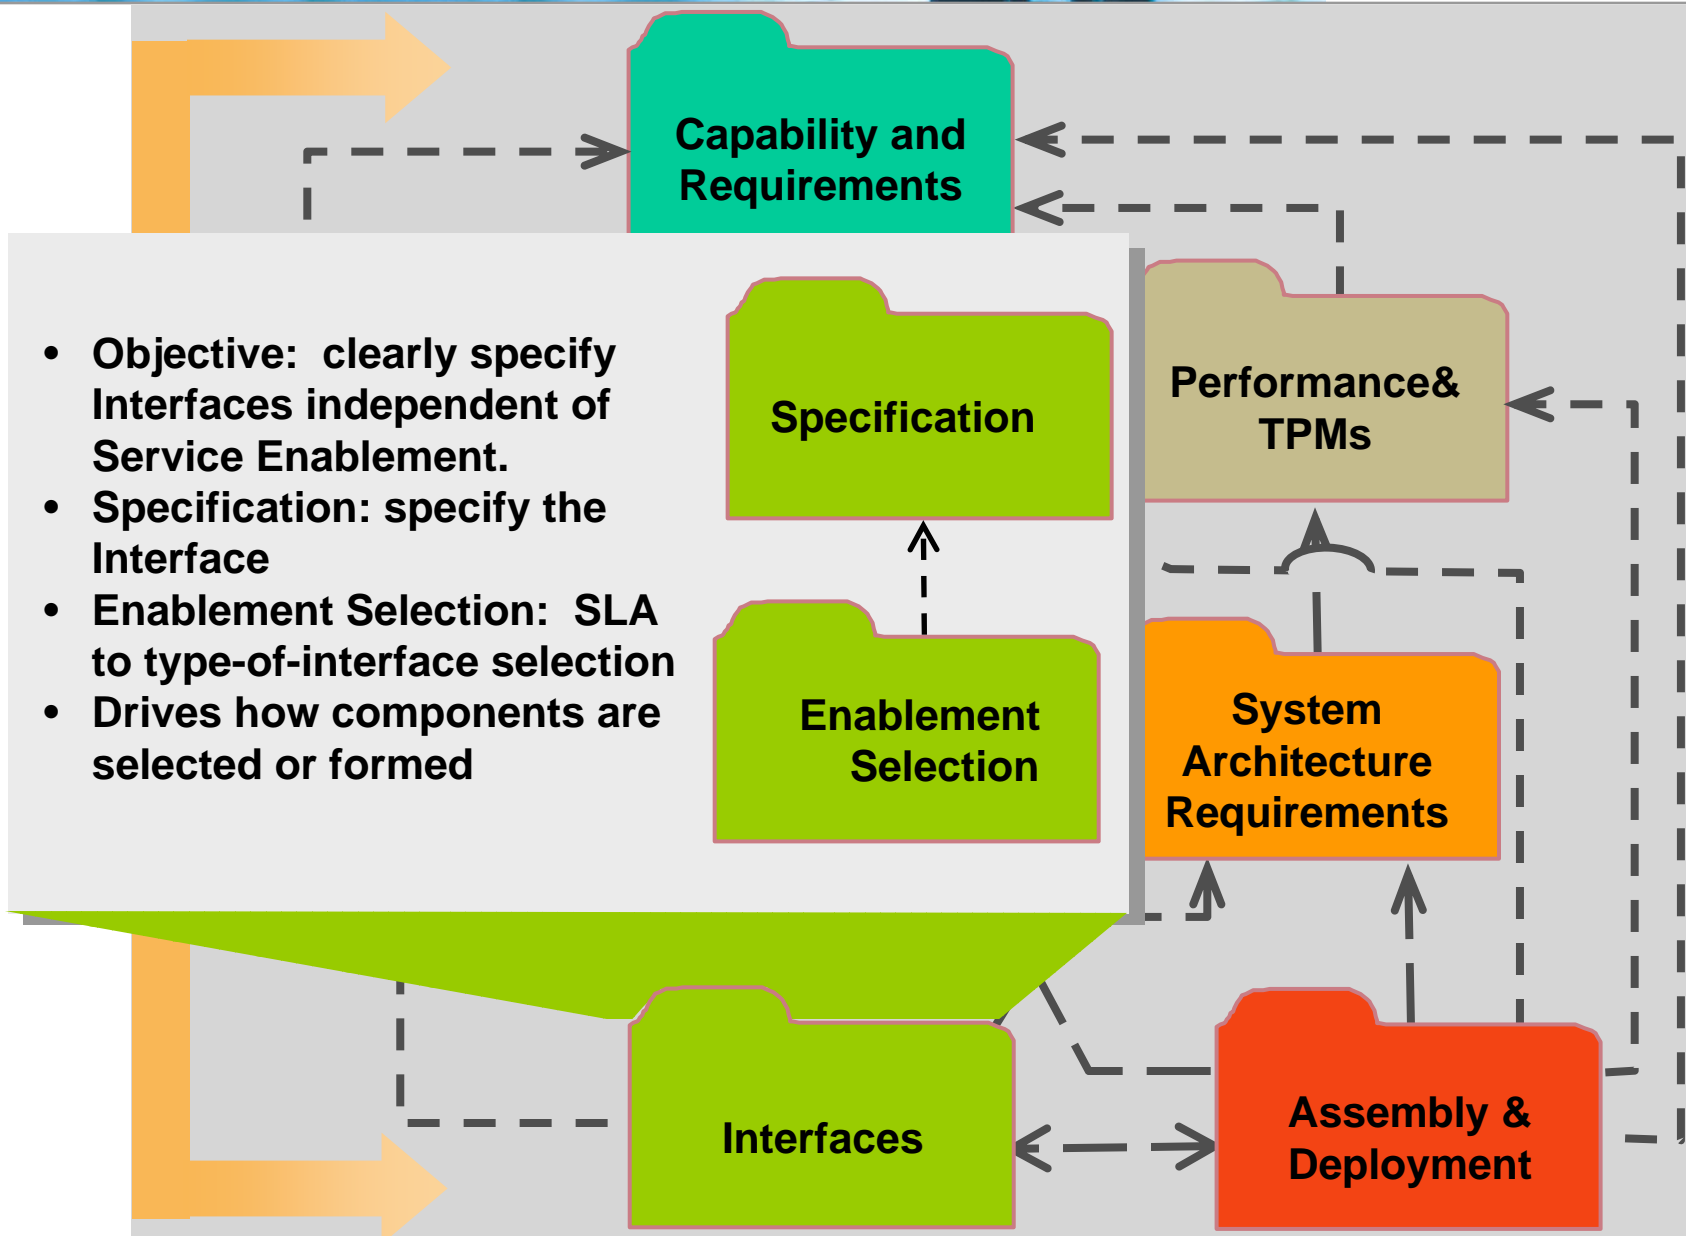 Capability and
Requirements
• Objective:  clearly specify
Interfaces independent of
Service Enablement.
• Specification: specify the
Interface
• Enablement Selection:  SLA
to type-of-interface selection
• Drives how components are
selected or formed
Specification
Enablement
Selection
Performance&
TPMs
System
Architecture
Requirements
Interfaces
Assembly &
Deployment